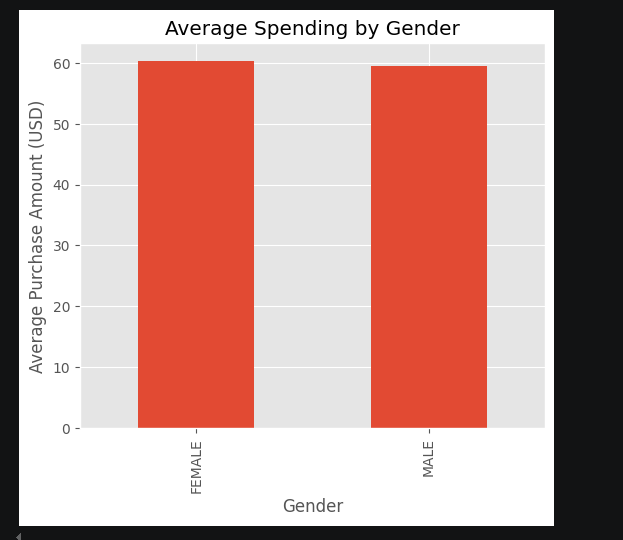 Average Spending by Gender
Average Purchase Amount (USD)
60
50
40
30
20
10
0
FEMALE
MALE
Gender